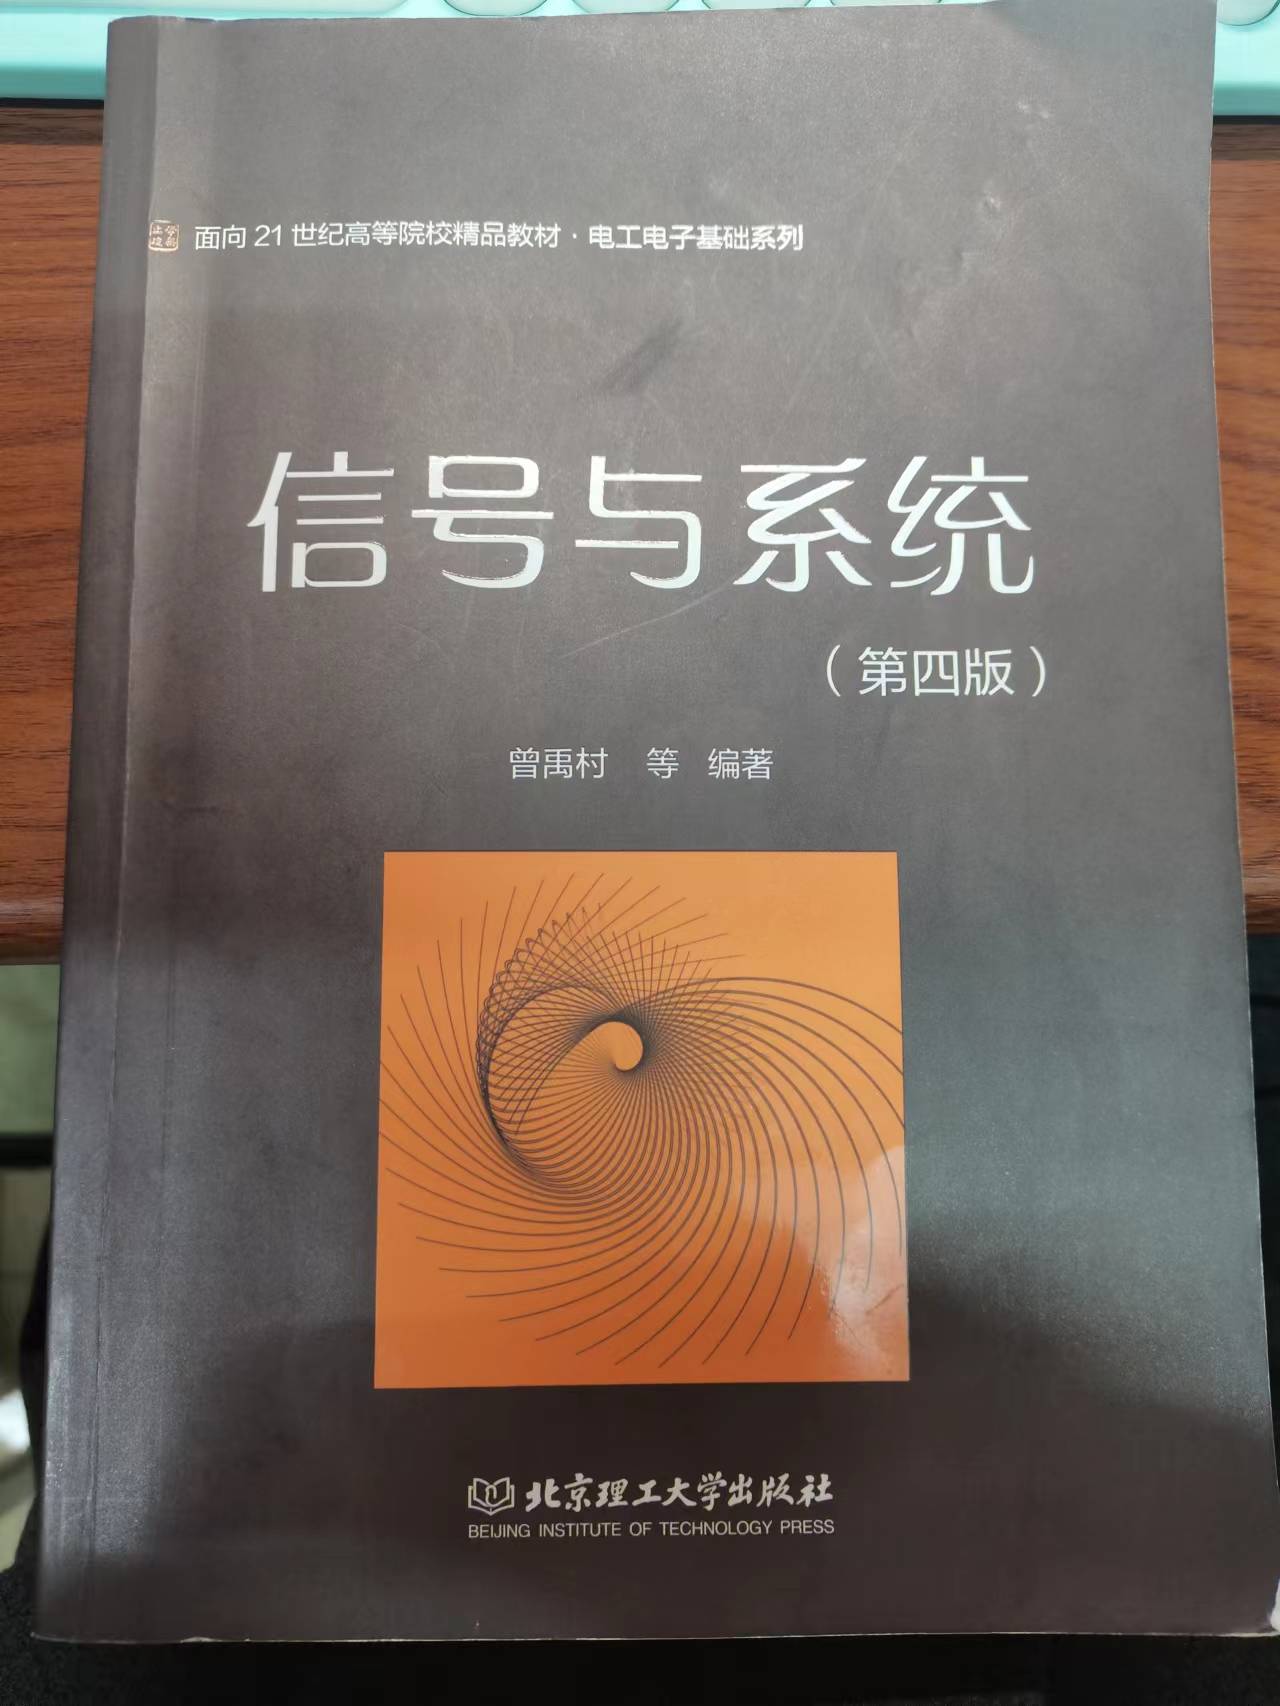 面向 21 世纪高等院校精品教材·电工电子基础系列
信号与系统
（第四版）
曾禹村 等 编著
北京理工大学出版社
BEIJING INSTITUTE OF TECHNOLOGY PRESS